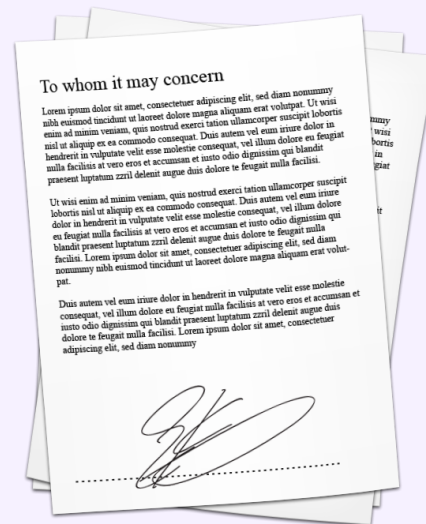 To whom it may concern
Lorem ipsum dolor sit amet, consectetuer adipiscing elit, sed diam nonummy
nibh euismod tincidunt ut laoreet dolore magna aliquam erat volutpat. Ut wisi
enim ad minim veniam, quis nostrud exerci tation ullamcorper suscipit lobortis
nisl ut aliquip ex ea commodo consequat. Duis autem vel eum iriure dolor in
hendrerit in vulputate velit esse molestie consequat, vel illum dolore eu feugiat
nulla facilisis at vero eros et accumsan et iusto odio dignissim qui blandit
praesent luptatum zzril delenit augue duis dolore te feugait nulla facilisi.
Ut wisi enim ad minim veniam, quis nostrud exerci tation ullamcorper suscipit
lobortis nisl ut aliquip ex ea commodo consequat. Duis autem vel eum iriure
dolor in hendrerit in vulputate velit esse molestie consequat, vel illum dolore
eu feugiat nulla facilisis at vero eros et accumsan et iusto odio dignissim qui
blandit praesent luptatum zzril delenit augue duis dolore te feugait nulla
facilisi. Lorem ipsum dolor sit amet, consectetuer adipiscing elit, sed diam
nonummy nibh euismod tincidunt ut laoreet dolore magna aliquam erat volut-
pat.
Duis autem vel eum iriure dolor in hendrerit in vulputate velit esse molestie
consequat, vel illum dolore eu feugiat nulla facilisis at vero eros et accumsan et
iusto odio dignissim qui blandit praesent luptatum zzril delenit augue duis
dolore te feugait nulla facilisi. Lorem ipsum dolor sit amet, consectetuer
adipiscing elit, sed diam nonummy